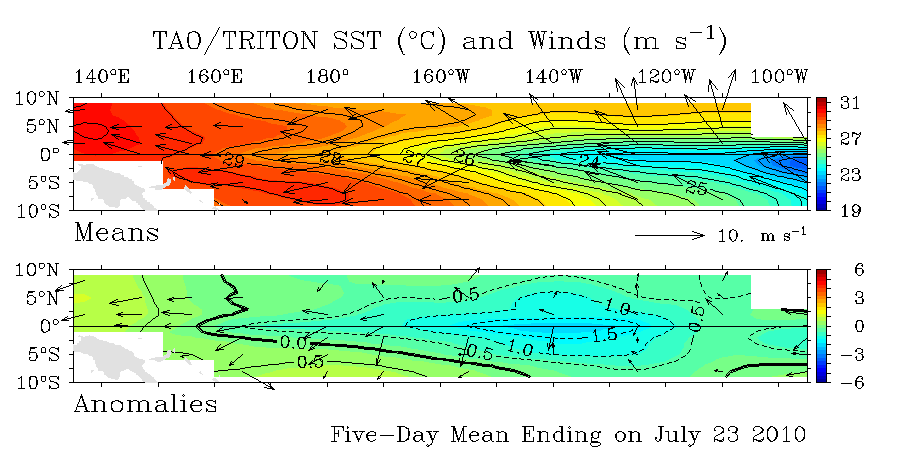 TAO/TRITON SST (°C) and Winds (m s⁻¹)
140°E 160°E 180° 160°W 140°W 120°W 100°W
10°N
5°N
0°
5°S
10°S
29 28 27 26 24 25
31
27
23
19
Means
10. m s⁻¹
10°N
5°N
0°
5°S
10°S
0.5 1.0 0.5 0.0 0.5 0.5 1.0 1.5
6
3
0
−3
−6
Anomalies
Five−Day Mean Ending on July 23 2010